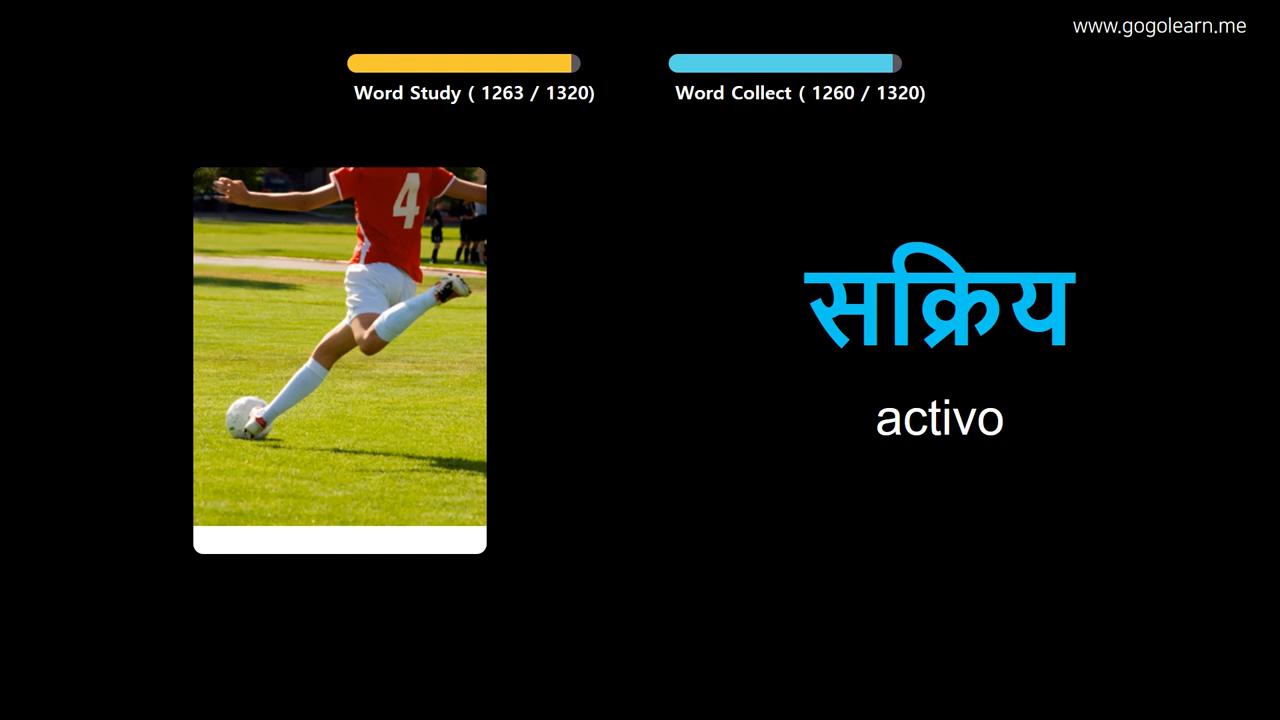 www.gogolearn.me
Word Study ( 1263 / 1320)
Word Collect ( 1260 / 1320)
4
सक्रिय
activo